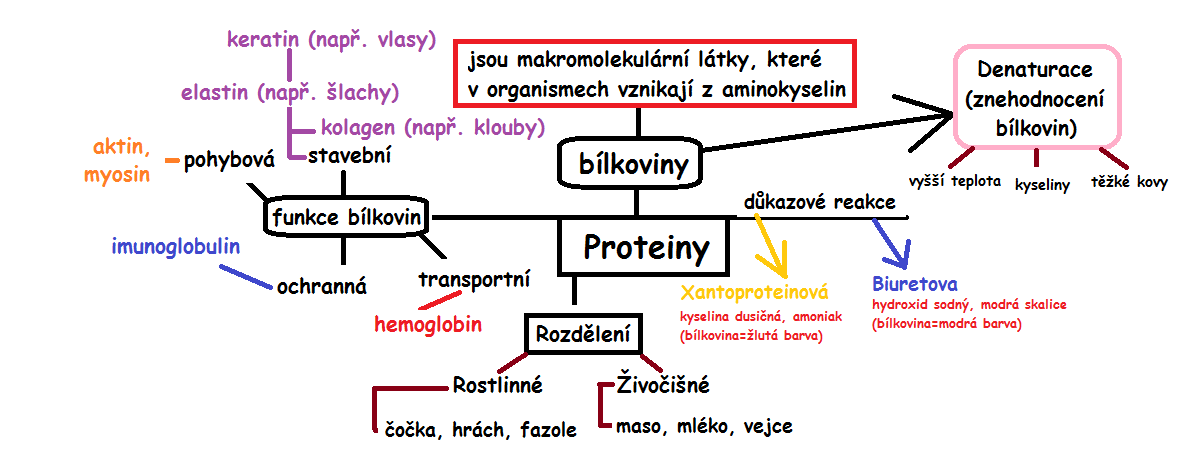 keratin (např. vlasy)
elastin (např. šlachy)
kolagen (např. klouby)
stavební
aktin,
myosin
pohybová
funkce bílkovin
imunoglobulin
ochranná
transportní
hemoglobin
jsou makromolekulární látky, které
v organismech vznikají z aminokyselin
bílkoviny
Proteiny
Denaturace
(znehodnocení
bílkovin)
vyšší teplota
kyseliny
těžké kovy
důkazové reakce
Xantoproteinová
kyselina dusičná, amoniak
(bílkovina=žlutá barva)
Biuretova
hydroxid sodný, modrá skalice
(bílkovina=modrá barva)
Rozdělení
Rostlinné
čočka, hrách, fazole
Živočišné
maso, mléko, vejce